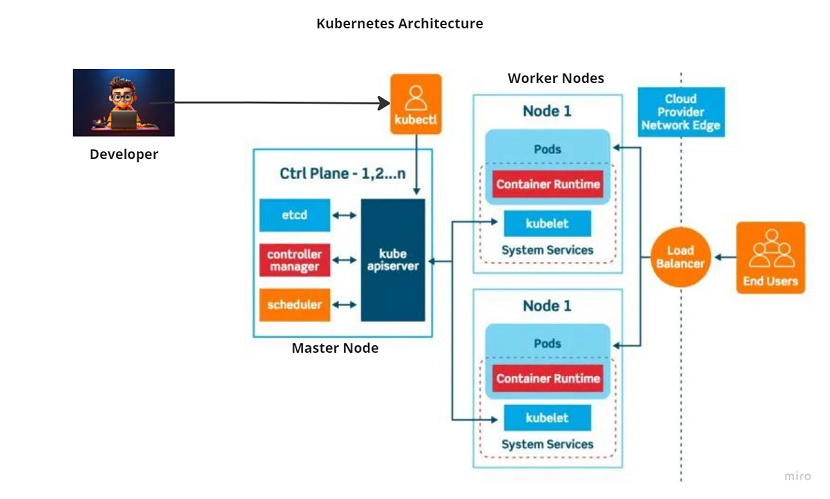 Kubernetes Architecture
Developer
kubectl
Ctrl Plane - 1,2...n
etcd
controller
manager
scheduler
kube
apiserver
Master Node
Worker Nodes
Node 1
Pods
Container Runtime
kubelet
System Services
Node 1
Pods
Container Runtime
kubelet
System Services
Cloud
Provider
Network Edge
Load
Balancer
End Users
miro